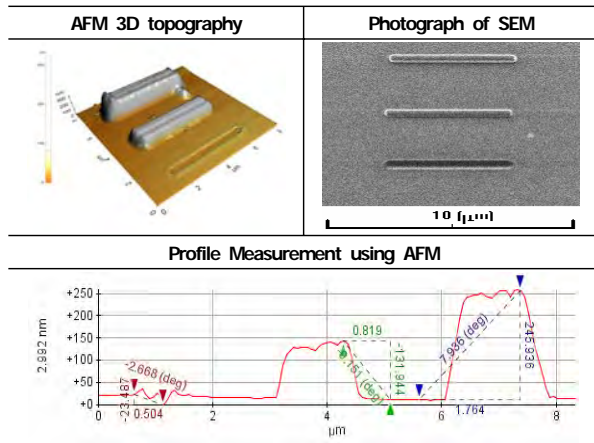 AFM 3D topography
Photograph of SEM
10 (μm)
Profile Measurement using AFM
2.992 nm
+250
+200
+150
+100
+50
0
-2.668 (deg)
-23.487
0.504
0.819
-131.944
7.936 (deg)
245.936
1.764
0
2
4
6
8
μm